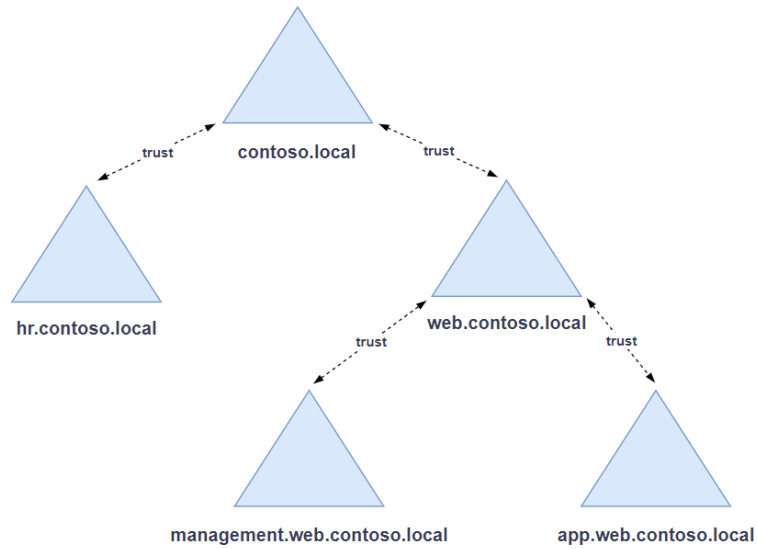 contoso.local
trust
trust
hr.contoso.local
web.contoso.local
trust
trust
management.web.contoso.local
app.web.contoso.local